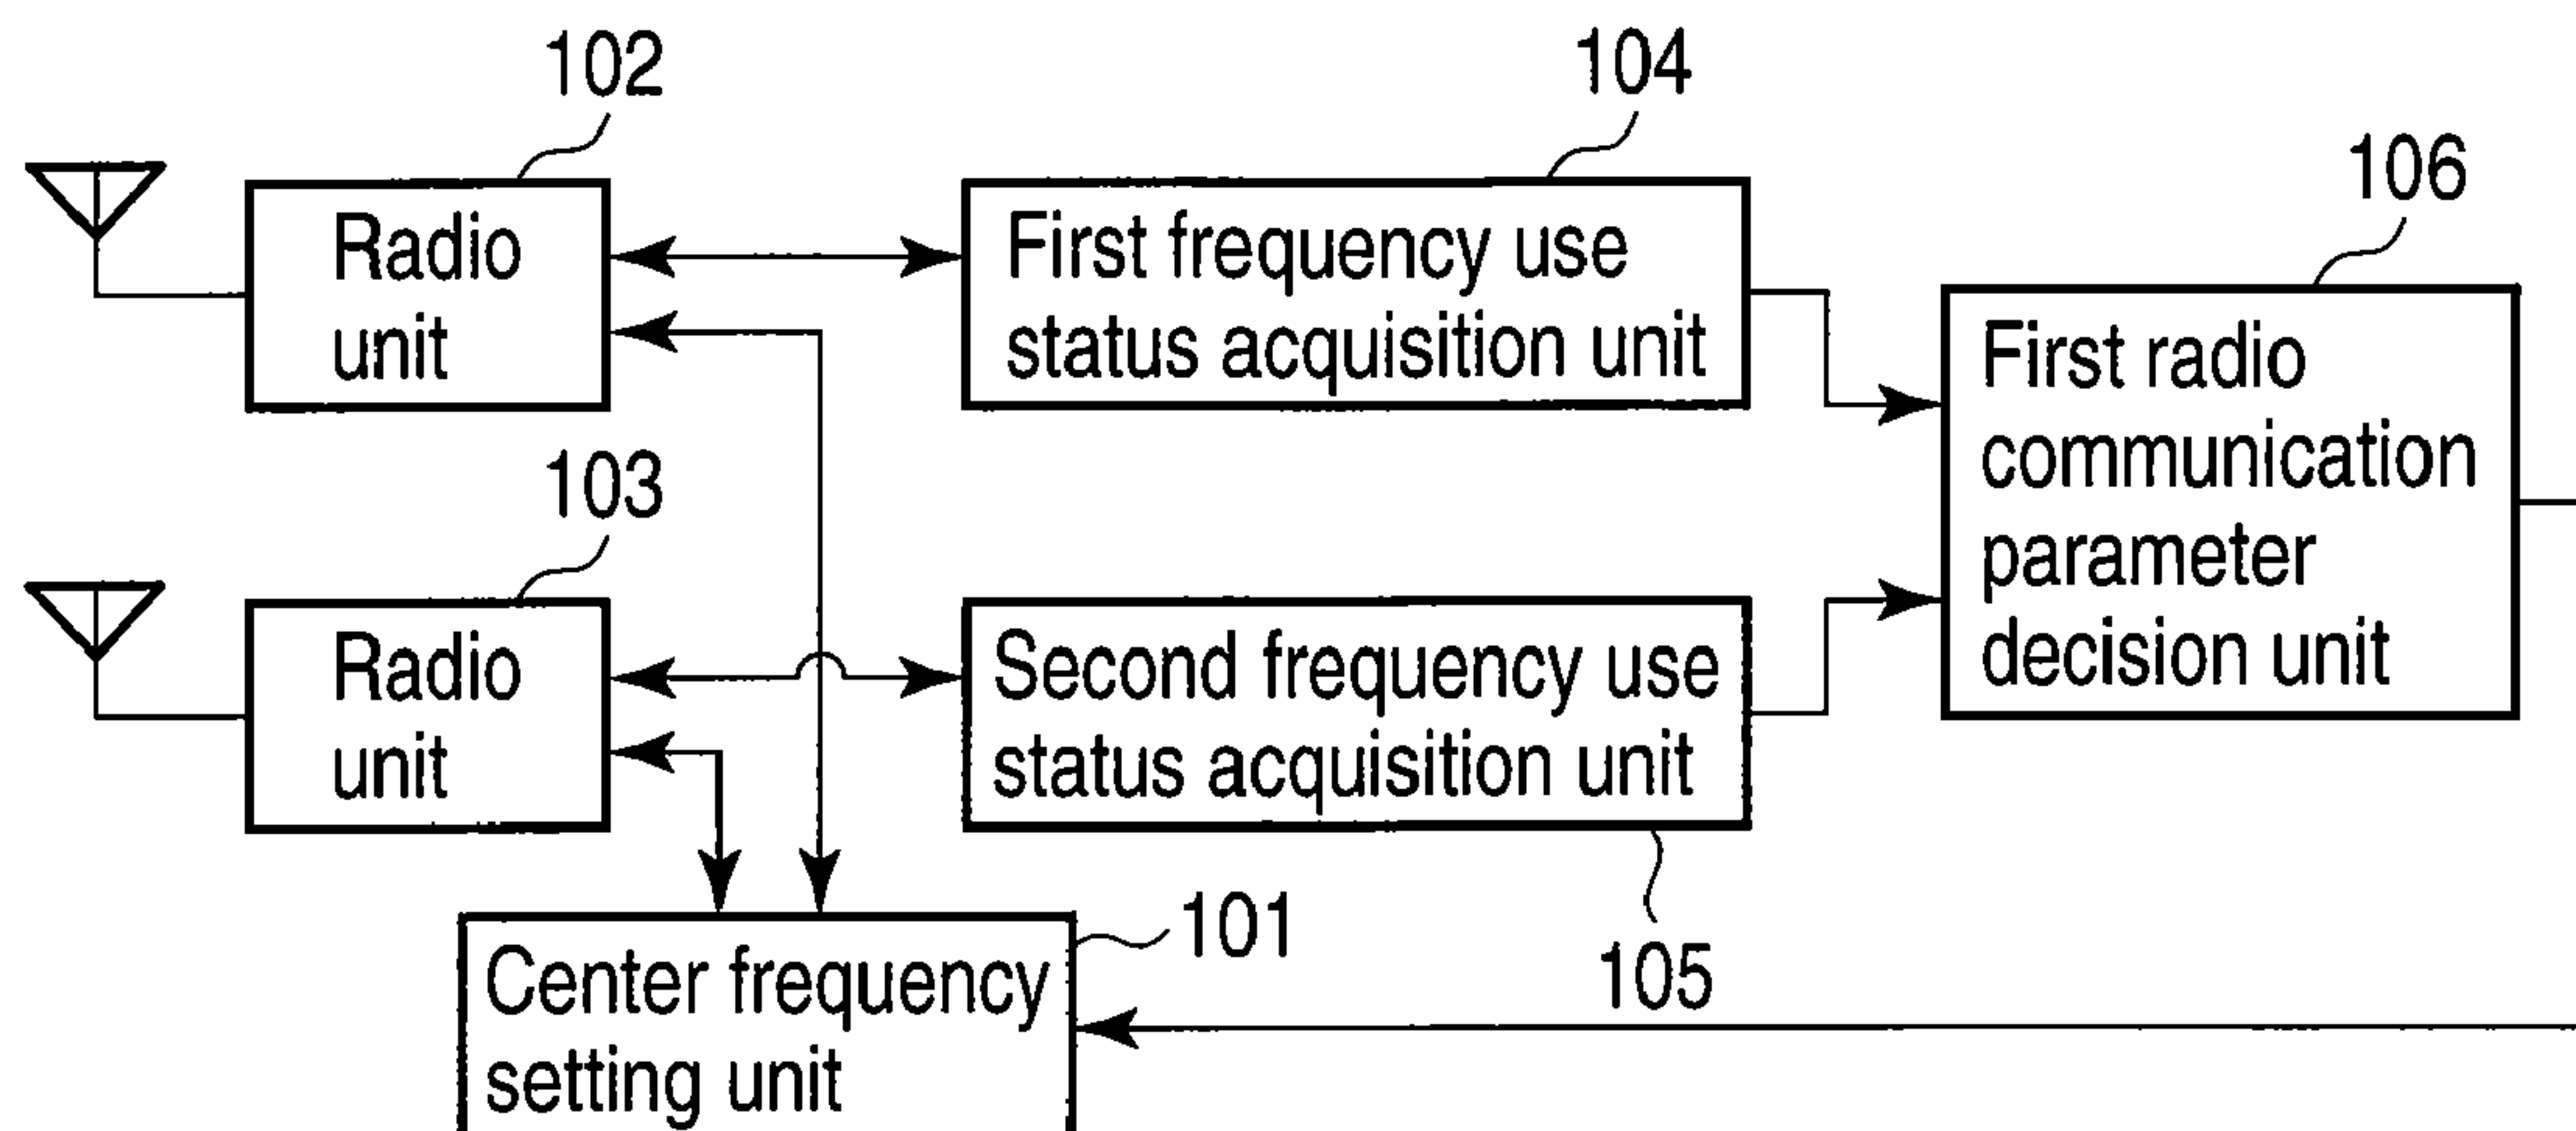 102
104
106
Radio
unit
First frequency use
status acquisition unit
First radio
communication
parameter
decision unit
103
Radio
unit
Second frequency use
status acquisition unit
101
105
Center frequency
setting unit